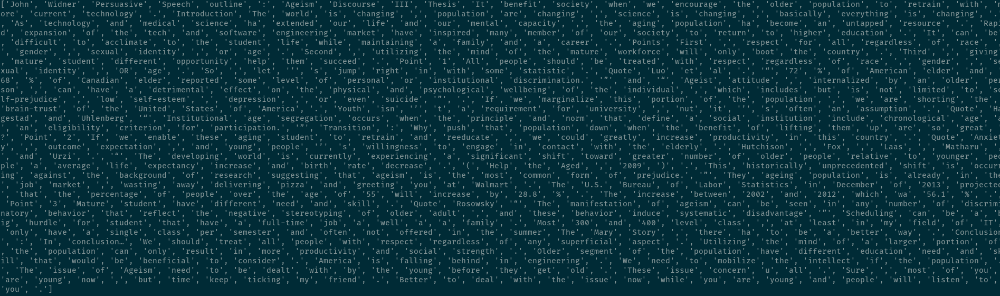 ['John', 'Widner', 'Persuasive', 'Speech', 'outline', ':', 'Ageism', 'Discourse', 'III', 'Thesis', 'It', 'benefit', 'society', 'when', 'we', 'encourage', 'the', 'older', 'population', 'to', 'retrain', 'with', 'm
ore', 'current', 'technology', '.', 'Introduction', 'The', 'world', 'is', 'changing', ',', 'population', 'are', 'changing', ',', 'science', 'is', 'changing', ',', 'basically', 'everything', 'is', 'changing', '.'
, 'As', 'technology', 'and', 'medical', 'science', 'ha', 'extended', 'our', 'life', 'and', 'our', 'mental', 'capacity', ',', 'the', 'aging', 'population', 'ha', 'become', 'an', 'untapped', 'resource', '.', 'Rapi
d', 'expansion', 'of', 'the', 'tech', 'and', 'software', 'engineering', 'market', 'have', 'inspired', 'many', 'member', 'of', 'our', 'society', 'to', 'return', 'to', 'higher', 'education', '.', 'It', 'can', 'be'
, 'difficult', 'to', 'acclimate', 'to', 'the', 'student', 'life', 'while', 'maintaining', 'a', 'family', 'and', 'a', 'career', '.', 'Points', 'First', ',', 'respect', 'for', 'all', 'regardless', 'of', 'race', ',
', 'gender', ',', 'sexual', 'identity', ',', 'or', 'age', '.', 'Second', ',', 'utilizing', 'the', 'mind', 'of', 'the', 'mature', 'workforce', 'will', 'only', 'boot', 'the', 'country', '.', 'Third', ',', 'giving'
, 'mature', 'student', 'different', 'opportunity', 'help', 'them', 'succeed', '.', 'Point', '1', 'All', 'people', 'should', 'be', 'treated', 'with', 'respect', 'regardless', 'of', 'race', ',', 'gender', ',', 'se
xual', 'identity', ',', 'OR', 'age', '.', 'So', ',', 'let', '’', 's', 'jump', 'right', 'in', 'with', 'some', 'statistic', '.', 'Quote', 'Luo', 'et', 'al', '.', '“', '72', '%', 'of', 'American', 'elder', 'and', '
68', '%', 'of', 'Canadian', 'elder', 'reported', 'some', 'level', 'of', 'personal', 'or', 'institutional', 'discrimination.', '”', 'and', '“', 'Ageist', 'attitude', ',', 'internalized', 'by', 'an', 'older', 'per
son', ',', 'can', 'have', 'a', 'detrimental', 'effect', 'on', 'the', 'physical', 'and', 'psychological', 'wellbeing', 'of', 'the', 'individual', ',', 'which', 'includes', 'but', 'is', 'not', 'limited', 'to', 'se
lf-prejudice', ',', 'low', 'self-esteem', ',', 'depression', ',', 'or', 'even', 'suicide', '”', '.', 'If', 'we', 'marginalize', 'this', 'portion', 'of', 'the', 'population', ',', 'we', 'are', 'shorting', 'the',
'brain-trust', 'of', 'the', 'United', 'States', 'of', 'America', '.', 'Youth', 'isn', '’', 't', 'a', 'requirement', 'for', 'university', ',', 'nut', 'it', '’', 's', 'often', 'an', 'assumption', '.', 'Quote', 'Ha
gestad', 'and', 'Uhlenberg', '“', 'Institutional', 'age', 'segregation', 'occurs', 'when', 'the', 'principle', 'and', 'norm', 'that', 'define', 'a', 'social', 'institution', 'include', 'chronological', 'age', 'a
', 'an', 'eligibility', 'criterion', 'for', 'participation.', '”', 'Transition', ':', 'Why', 'push', 'that', 'population', 'down', 'when', 'the', 'benefit', 'of', 'lifting', 'them', 'up', 'are', 'so', 'great', '
?', 'Point', '2', 'If', 'we', 'enable', 'these', 'aging', 'student', 'to', 'retrain', 'and', 'reeducate', ',', 'we', 'could', 'greatly', 'increase', 'productivity', 'in', 'this', 'country', '.', 'Quote', 'Anxiet
y', ',', 'outcome', 'expectation', ',', 'and', 'young', 'people', '’', 's', 'willingness', 'to', 'engage', 'in', 'contact', 'with', 'the', 'elderly', '.', 'Hutchison', ',', 'Fox', ',', 'Laas', ',', 'Matharu', '
', 'and', 'Urzi', '.', '“', 'The', 'developing', 'world', 'is', 'currently', 'experiencing', 'a', 'significant', 'shift', 'toward', 'greater', 'number', 'of', 'older', 'people', 'relative', 'to', 'younger', 'peo
ple', 'a', 'average', 'life', 'expectancy', 'increase', 'and', 'birth', 'rate', 'decrease', '.', '(', 'Help', 'the', 'Aged', ',', '2009', ')', '.', 'This', 'historically', 'unprecedented', 'shift', 'is', 'occurr
ing', 'against', 'the', 'background', 'of', 'research', 'suggesting', 'that', 'ageism', 'is', 'the', 'most', 'common', 'form', 'of', 'prejudice.', '”', 'They', 'ageing', 'population', 'is', 'already', 'in', 'the
', 'job', 'market', ',', 'wasting', 'away', 'delivering', 'pizza', 'and', 'greeting', 'you', 'at', 'Walmart', '.', 'The', 'U.S.', 'Bureau', 'of', 'Labor', 'Statistics', 'in', 'December', 'of', '2013', 'projected
', 'that', 'the', 'percentage', 'of', 'people', 'over', 'the', 'age', 'of', '55', 'will', 'increase', 'by', '28.8', '%', '.', 'The', 'increase', 'between', '2002', 'and', '2012', 'which', 'wa', '56.1', '%', '.',
'Point', '3', 'Mature', 'student', 'have', 'different', 'need', 'and', 'skill', '.', 'Quote', 'Rosowsky', '“', 'The', 'manifestation', 'of', 'ageism', 'can', 'be', 'seen', 'in', 'any', 'number', 'of', 'discrimi
natory', 'behavior', 'that', 'reflect', 'the', 'negative', 'stereotyping', 'of', 'older', 'adult', ',', 'and', 'these', 'behavior', 'induce', 'systematic', 'disadvantage', '”', 'Scheduling', 'can', 'be', 'a', 'b
ig', 'hurdle', 'for', 'student', 'that', 'have', 'a', 'full-time', 'job', 'a', 'well', 'a', 'a', 'family', '.', 'Most', '300', 'and', '400', 'level', 'class', ',', 'at', 'least', 'in', 'my', 'field', 'of', 'IT',
'only', 'have', 'a', 'single', 'class', 'per', 'semester', 'and', 'often', 'not', 'offered', 'in', 'the', 'summer', 'The', 'Mary', 'Story', ',', 'there', 'ha', 'to', 'be', 'a', 'better', 'way', '.', 'Conclusion
', ':', 'In', 'conclusion…', 'We', 'should', 'treat', 'all', 'people', 'with', 'respect', 'regardless', 'of', 'any', 'superficial', 'aspect', '.', 'Utilizing', 'the', 'mind', 'of', 'a', 'larger', 'portion', 'of'
, 'the', 'population', 'can', 'only', 'result', 'in', 'more', 'productivity', 'and', 'social', 'strength', '.', 'Older', 'segment', 'of', 'the', 'population', 'have', 'different', 'education', 'need', 'and', 'sk
ill', 'that', 'would', 'be', 'beneficial', 'to', 'consider', '.', 'America', 'is', 'falling', 'behind', 'in', 'engineering', '.', 'We', 'need', 'to', 'mobilize', 'the', 'intellect', 'if', 'the', 'population', '.'
, 'The', 'issue', 'of', 'Ageism', 'need', 'to', 'be', 'dealt', 'with', 'by', 'the', 'young', 'before', 'they', 'get', 'old', '.', 'These', 'issue', 'concern', 'u', 'all', '.', 'Sure', ',', 'most', 'of', 'you',
'are', 'young', 'now', ',', 'but', 'time', 'keep', 'ticking', 'my', 'friend', '.', 'Better', 'to', 'deal', 'with', 'the', 'issue', 'now', 'while', 'you', 'are', 'young', 'and', 'people', 'will', 'listen', 'to',
'you', '.']